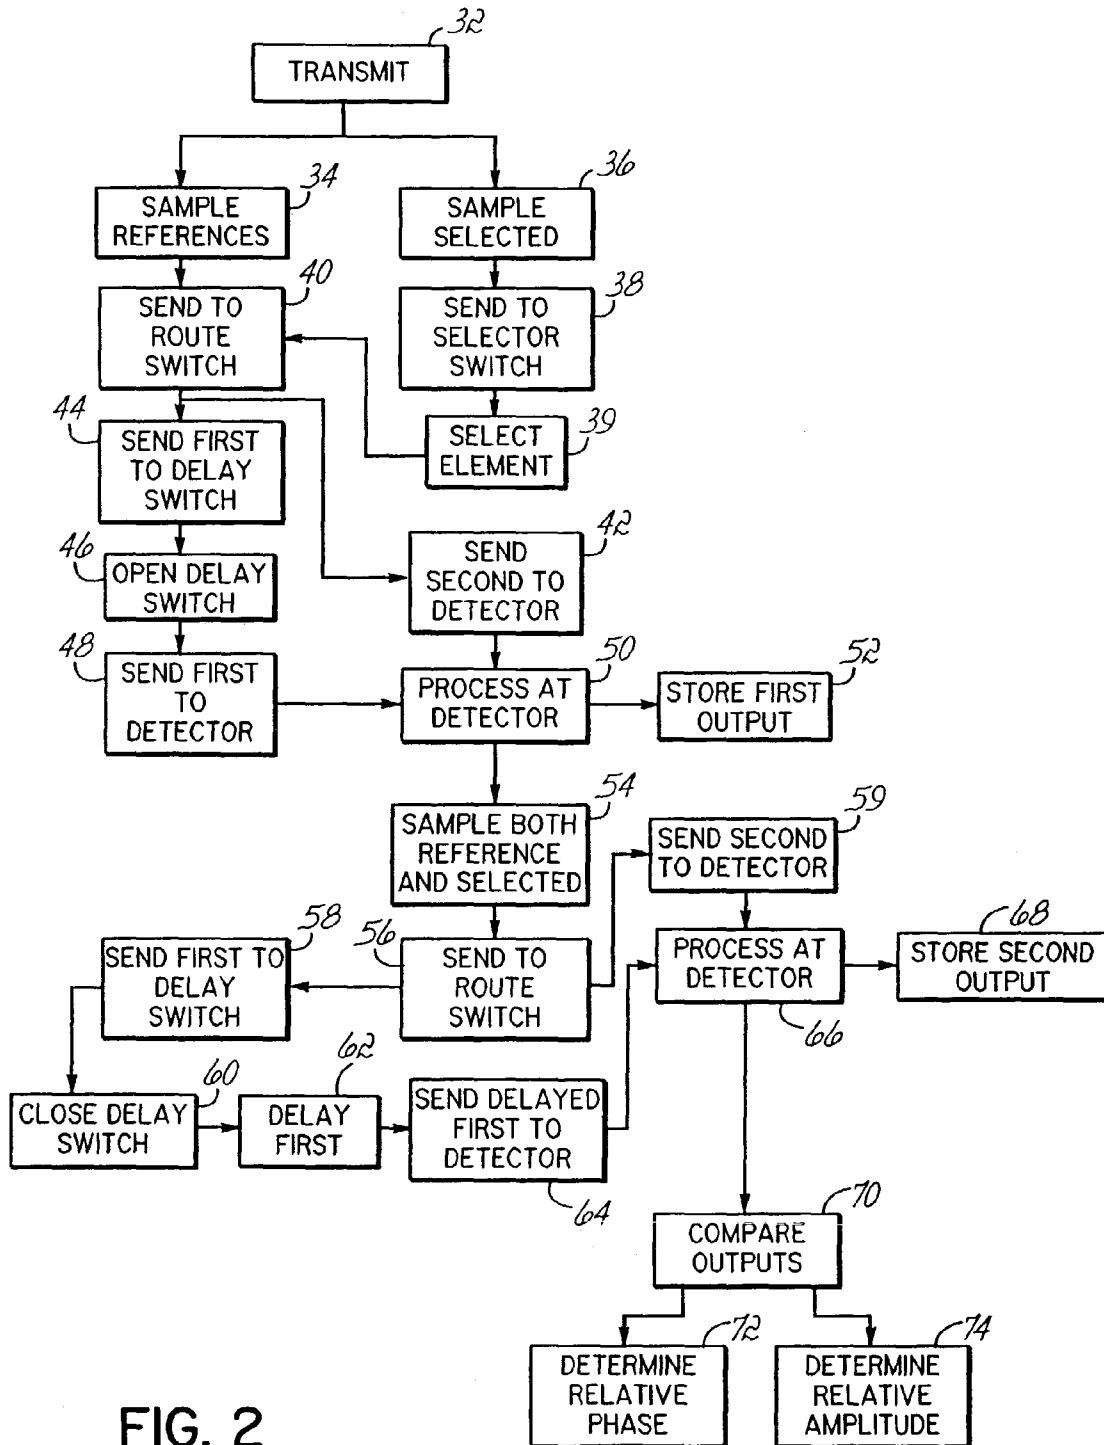 32
TRANSMIT
34
SAMPLE
REFERENCES
36
SAMPLE
SELECTED
40
SEND TO
ROUTE
SWITCH
38
SEND TO
SELECTOR
SWITCH
44
SEND FIRST
TO DELAY
SWITCH
39
SELECT
ELEMENT
46
OPEN DELAY
SWITCH
42
SEND
SECOND TO
DETECTOR
48
SEND FIRST
TO
DETECTOR
50
PROCESS AT
DETECTOR
52
STORE FIRST
OUTPUT
54
SAMPLE BOTH
REFERENCE
AND SELECTED
59
SEND SECOND
TO DETECTOR
58
SEND FIRST TO
DELAY
SWITCH
56
SEND TO
ROUTE
SWITCH
PROCESS AT
DETECTOR
66
68
STORE SECOND
OUTPUT
60
CLOSE DELAY
SWITCH
62
DELAY
FIRST
SEND DELAYED
FIRST TO
DETECTOR
64
70
COMPARE
OUTPUTS
72
DETERMINE
RELATIVE
PHASE
74
DETERMINE
RELATIVE
AMPLITUDE
FIG. 2